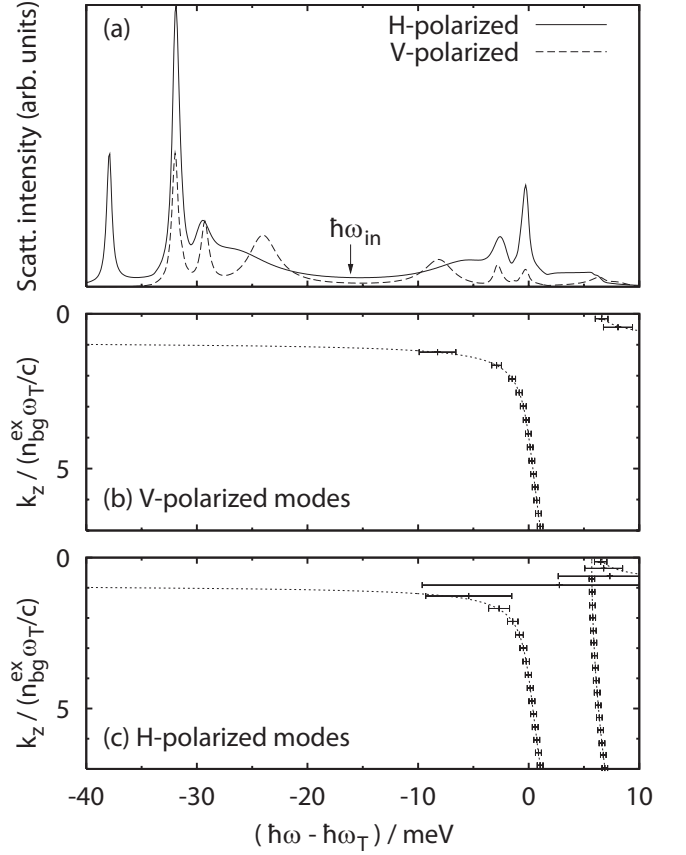 (a)
H-polarized
V-polarized
Scatt. intensity (arb. units)
ħω_in
0
5
k_z / (n_bg^ex ω_T/c)
(b) V-polarized modes
0
5
k_z / (n_bg^ex ω_T/c)
(c) H-polarized modes
-40 -30 -20 -10 0 10
( ħω - ħω_T ) / meV